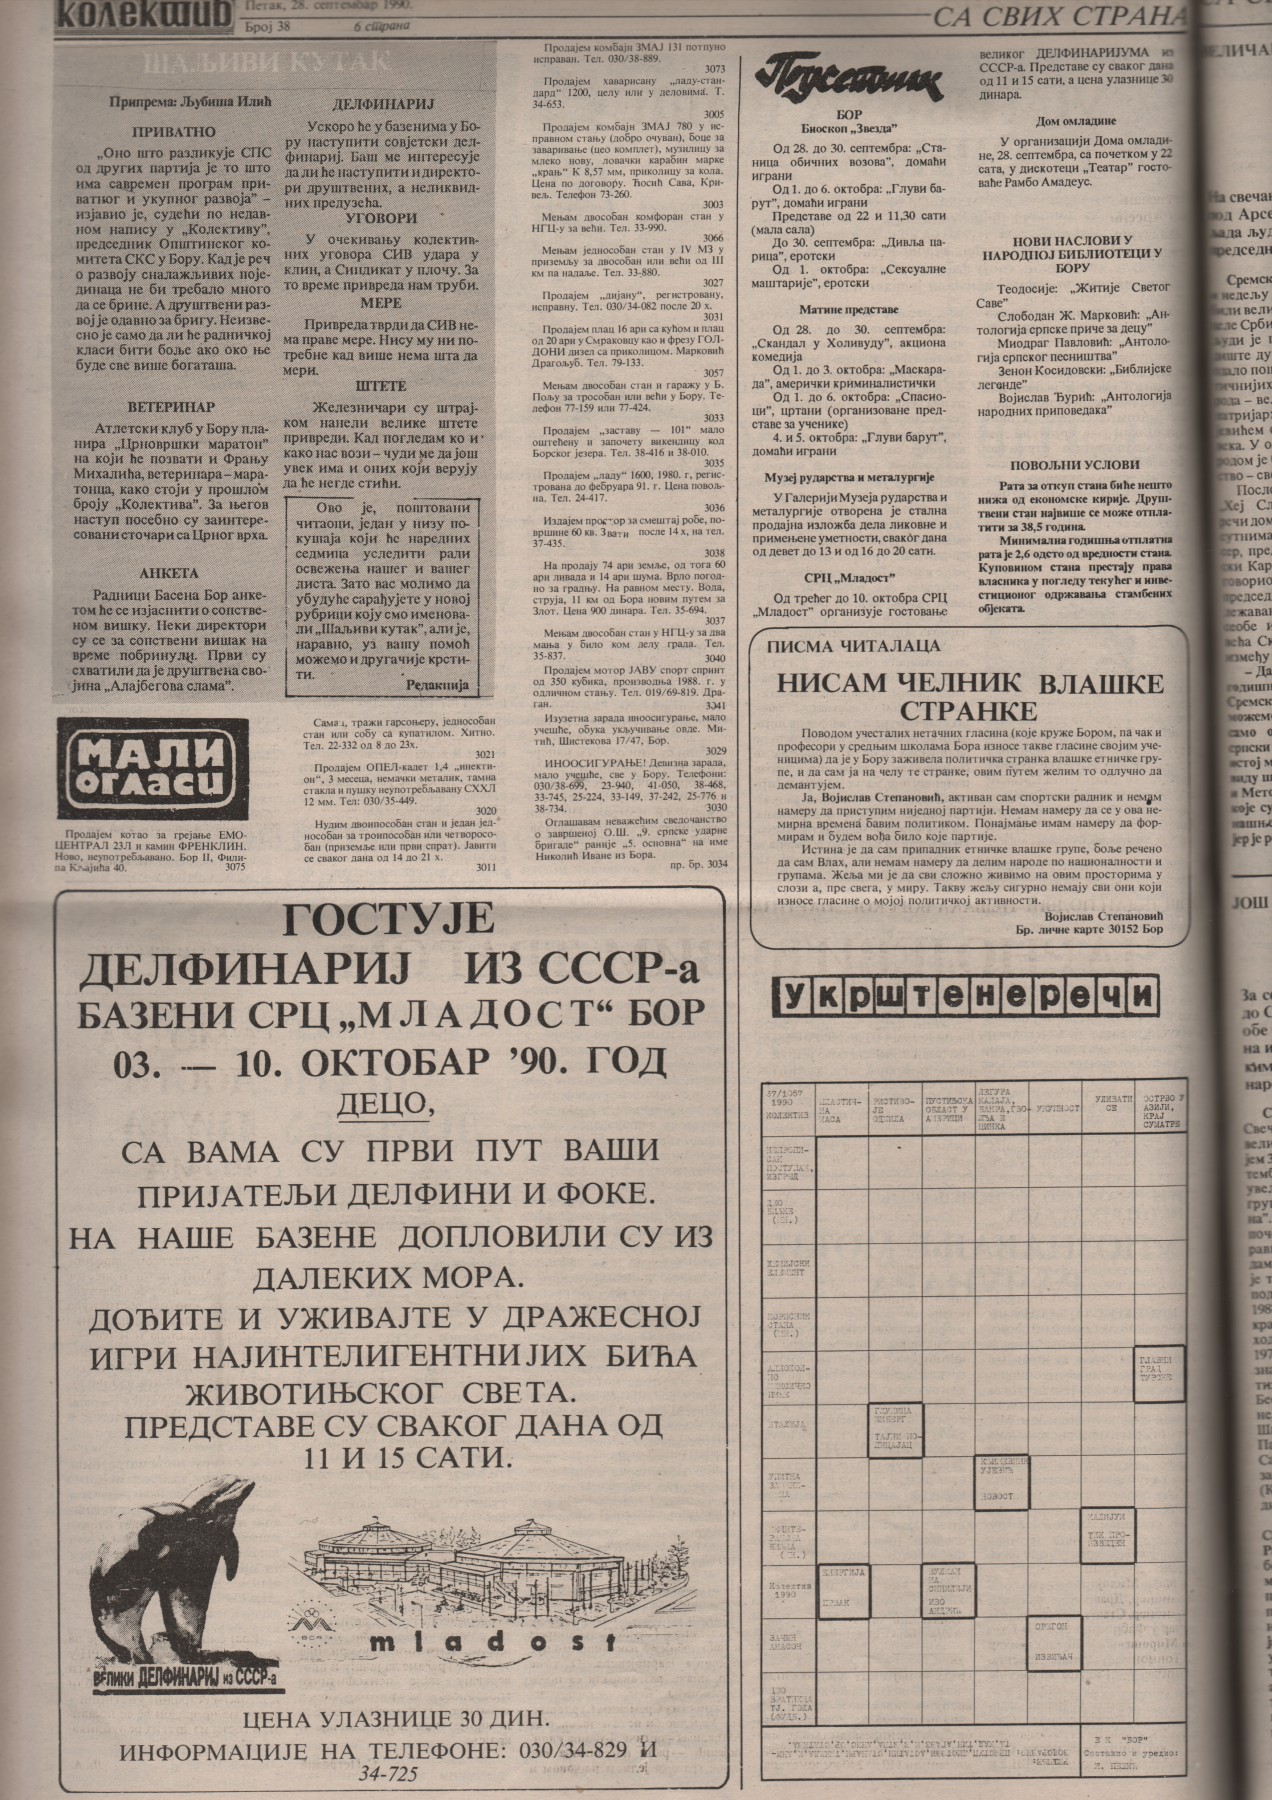 колектив
Петак, 28. септембар 1990.
Број 38
6 страна
СА СВИХ СТРАНА
ШАЉИВИ КУТАК
Припрема: Љубиша Илић
ПРИВАТНО
„Оно што разликује СПС
од других партија је то што
има савремен програм при-
ватног и укупног развоја” –
изјавио је, судећи по недав-
ном напису у „Колективу”,
председник Општинског ко-
митета СКС у Бору. Кад је реч
о развоју сналажљивих поје-
динаца не би требало много
да се брине. А друштвени раз-
вој је одавно за бригу. Неизве-
сно је само да ли ће радничкој
класи бити боље ако око ње
буде све више богаташа.
ВЕТЕРИНАР
Атлетски клуб у Бору пла-
нира „Црновршки маратон”
на који ће позвати и Фрању
Михалића, ветеринара – мара-
тонца, како стоји у прошлом
броју „Колектива”. За његов
наступ посебно су заинтере-
совани сточари са Црног врха.
АНКЕТА
Радници Басена Бор анке-
том ће се изјаснити о сопстве-
ном вишку. Неки директори
су се за сопствени вишак на
време побринули. Први су
схватили да је друштвена сво-
јина „Алајбегова слама”.
ДЕЛФИНАРИЈ
Ускоро ће у базенима у Бо-
ру наступити совјетски дел-
финариј. Баш ме интересује
да ли ће наступити и директо-
ри друштвених, а неликвид-
них предузећа.
УГОВОРИ
У очекивању колектив-
них уговора СИВ удара у
клин, а Синдикат у плочу. За
то време привреда нам труби.
МЕРЕ
Привреда тврди да СИВ не-
ма праве мере. Нису му ни по-
требне кад више нема шта да
мери.
ШТЕТЕ
Железничари су штрај-
ком нанели велике штете
привреди. Кад погледам ко и
како нас вози – чуди ме да још
увек има и оних који верују
да ће негде стићи.
Ово је, поштовани
читаоци, један у низу по-
кушаја који ће наредних
седмица уследити ради
освежења нашег и вашег
листа. Зато вас молимо да
убудуће сарађујете у новој
рубрици коју смо именова-
ли „Шаљиви кутак”, али је,
наравно, уз вашу помоћ
можемо и другачије крсти-
ти.
Редакција
МАЛИ
огласи
Продајем котао за грејање ЕМО-
ЦЕНТРАЛ 23Л и камин ФРЕНКЛИН.
Ново, неупотребљавано. Бор II, Фили-
па Кљајића 40.
3075
тражи гарсоњеру, једнособан
стан или собу са купатилом. Хитно.
Тел. 22-332 од 8 до 23х.
3021
Продајем ОПЕЛ-кадет 1,4 „инекти-
он”, 3 месеца, немачки металик, тамна
стакла и пушку неупотребљавану СХХЛ
12 мм. Тел: 030/35-449.
3020
Нудим двоипособан стан и један јед-
нособан за троипособан или четворосо-
бан (приземље или први спрат). Јавити
се сваког дана од 14 до 21 х.
3011
Продајем комбајн ЗМАЈ 131 потпуно
исправан. Тел. 030/38-889.
3073
Продајем хаварисану „ладу-стан-
дард” 1200, целу или у деловима. Т.
34-653.
3005
Продајем комбајн ЗМАЈ 780 у ис-
правном стању (добро очуван), боце за
заваривање (цео комплет), музилицу за
млеко нову, ловачки карабин марке
„крањ” К 8,57 мм, приколицу за кола.
Цена по договору. Ћосић Сава, Кри-
вељ. Телефон 73-260.
3003
Мењам двособан комфоран стан у
НГЦ-у за већи. Тел. 33-990.
3066
Мењам једнособан стан у IV МЗ у
приземљу за двособан или већи од III
км па надаље. Тел. 33-880.
3027
Продајем „дијану”, регистровану,
исправну. Тел. 030/34-082 после 20 х.
3031
Продајем плац 16 ари са кућом и плац
од 20 ари у Смраковцу као и фрезу ГОЛ-
ДОНИ дизел са приколицом. Марковић
Драгољуб. Тел. 79-133.
3057
Мењам двособан стан и гаражу у Б.
Пољу за трособан или већи у Бору. Те-
лефон 77-159 или 77-424.
3033
Продајем „заставу — 101” мало
оштећену и започету викендицу код
Борског језера. Тел. 38-416 и 38-010.
3035
Продајем „ладу” 1600, 1980. г, регис-
трована до фебруара 91. г. Цена повољ-
на. Тел. 24-417.
3036
Издајем простор за смештај робе, по-
вршине 60 кв. Звати после 14 х, на тел.
37-435.
3038
На продају 74 ари земље, од тога 60
ари ливада и 14 ари шума. Врло погод-
но за градњу. На равном месту. Вода,
струја, 11 км од Бора новим путем за
Злот. Цена 900 динара. Тел. 35-694.
3037
Мењам двособан стан у НГЦ-у за два
мања у било ком делу града. Тел.
35-837.
3040
Продајем мотор ЈАВУ спорт спринт
од 350 кубика, производња 1988. г. у
одличном стању. Тел. 019/69-819. Дра-
ган.
3041
Изузетна зарада иноосигурање, мало
учешће, обука укључивање овде. Ми-
тић, Шистекова 17/47, Бор.
3029
ИНООСИГУРАЊЕ! Девизна зарада,
мало учешће, све у Бору. Телефони:
030/38-699, 23-940, 41-050, 38-468,
33-745, 25-224, 33-149, 37-242, 25-776 и
38-734.
3030
Оглашавам неважећим сведочанство
о завршеној О.Ш. „9. српске ударне
бригаде” раније „5. основна” на име
Николић Иване из Бора.
пр. бр. 3034
Подсетник
БОР
Биоскоп „Звезда”
Од 28. до 30. септембра: „Ста-
ница обичних возова”, домаћи
играни
Од 1. до 6. октобра: „Глуви ба-
рут”, домаћи играни
Представе од 22 и 11,30 сати
(мала сала)
До 30. септембра: „Дивља ца-
рица”, еротски
Од 1. октобра: „Сексуалне
маштарије”, еротски
Матине представе
Од 28. до 30. септембра:
„Скандал у Холивуду”, акциона
комедија
Од 1. до 3. октобра: „Маскара-
да”, амерички криминалистички
Од 1. до 6. октобра: „Спасио-
ци”, цртани (организоване пред-
ставе за ученике)
4. и 5. октобра: „Глуви барут”,
домаћи играни
Музеј рударства и металургије
У Галерији Музеја рударства и
металургије отворена је стална
продајна изложба дела ликовне и
примењене уметности, сваког дана
од девет до 13 и од 16 до 20 сати.
СРЦ „Младост”
Од трећег до 10. октобра СРЦ
„Младост” организује гостовање
великог ДЕЛФИНАРИЈУМА из
СССР-а. Представе су сваког дана
од 11 и 15 сати, а цена улазнице 30
динара.
Дом омладине
У организацији Дома омлади-
не, 28. септембра, са почетком у 22
сата, у дискотеци „Театар” госто-
ваће Рамбо Амадеус.
НОВИ НАСЛОВИ У
НАРОДНОЈ БИБЛИОТЕЦИ У
БОРУ
Теодосије: „Житије Светог
Саве”
Слободан Ж. Марковић: „Ан-
тологија српске приче за децу”
Миодраг Павловић: „Антоло-
гија српског песништва”
Зенон Косидовски: „Библијске
легенде”
Војислав Ђурић: „Антологија
народних приповедака”
ПОВОЉНИ УСЛОВИ
Рата за откуп стана биће нешто
нижа од економске кирије. Друш-
твени стан највише се може отпла-
тити за 38,5 година.
Минимална годишња отплатна
рата је 2,6 одсто од вредности стана.
Куповином стана престају права
власника у погледу текућег и инве-
стиционог одржавања стамбених
објеката.
ПИСМА ЧИТАЛАЦА
НИСАМ ЧЕЛНИК ВЛАШКЕ
СТРАНКЕ
Поводом учесталих нетачних гласина (које круже Бором, па чак и
професори у средњим школама Бора износе такве гласине својим уче-
ницима) да је у Бору заживела политичка странка влашке етничке гру-
пе, и да сам ја на челу те странке, овим путем желим то одлучно да
демантујем.
Ја, Војислав Степановић, активан сам спортски радник и немам
намеру да приступим ниједној партији. Немам намеру да се у ова не-
мирна времена бавим политиком. Понајмање имам намеру да фор-
мирам и будем вођа било које партије.
Истина је да сам припадник етничке влашке групе, боље речено
да сам Влах, али немам намеру да делим народе по националности и
групама. Жеља ми је да сви сложно живимо на овим просторима у
слози а, пре свега, у миру. Такву жељу сигурно немају сви они који
износе гласине о мојој политичкој активности.
Војислав Степановић
Бр. личне карте 30152 Бор
ГОСТУЈЕ
ДЕЛФИНАРИЈ ИЗ СССР-а
БАЗЕНИ СРЦ „МЛАДОСТ“ БОР
03. — 10. ОКТОБАР ’90. ГОД
ДЕЦО,
СА ВАМА СУ ПРВИ ПУТ ВАШИ
ПРИЈАТЕЉИ ДЕЛФИНИ И ФОКЕ.
НА НАШЕ БАЗЕНЕ ДОПЛОВИЛИ СУ ИЗ
ДАЛЕКИХ МОРА.
ДОЂИТЕ И УЖИВАЈТЕ У ДРАЖЕСНОЈ
ИГРИ НАЈИНТЕЛИГЕНТНИЈИХ БИЋА
ЖИВОТИЊСКОГ СВЕТА.
ПРЕДСТАВЕ СУ СВАКОГ ДАНА ОД
11 И 15 САТИ.
mladost
ВЕЛИКИ ДЕЛФИНАРИЈ ИЗ СССР-а
ЦЕНА УЛАЗНИЦЕ 30 ДИН.
ИНФОРМАЦИЈЕ НА ТЕЛЕФОНЕ: 030/34-829 И
34-725
Укрштене речи
37/1067
1990
КОЛЕКТИВ
ПЛАСТИЧ-
НА
МАСА
ПУСТИЊСКА
ОБЛАСТ У
АМЕРИЦИ
УКУПНОСТ
УЛИВАТИ
СЕ
ОСТРВО У
АЗИЈИ,
КРАЈ
СУМАТРЕ
ХЕМИЈСКИ
ЕЛЕМЕНТ
ГЛАВНИ
ГРАД
ТУРСКЕ
ИТАЛИЈА
НОВОСТ
Колектив
1990
ЕНЕРГИЈА
ПРВАК
ВУЛКАН
НА
СИЦИЛИЈИ
ИВО
АНДРИЋ
ЗАЧИН
АНАСОН
ОРЕГОН
ИЗВИЂАЧ
В К "БОР"
Саставио и уредио: